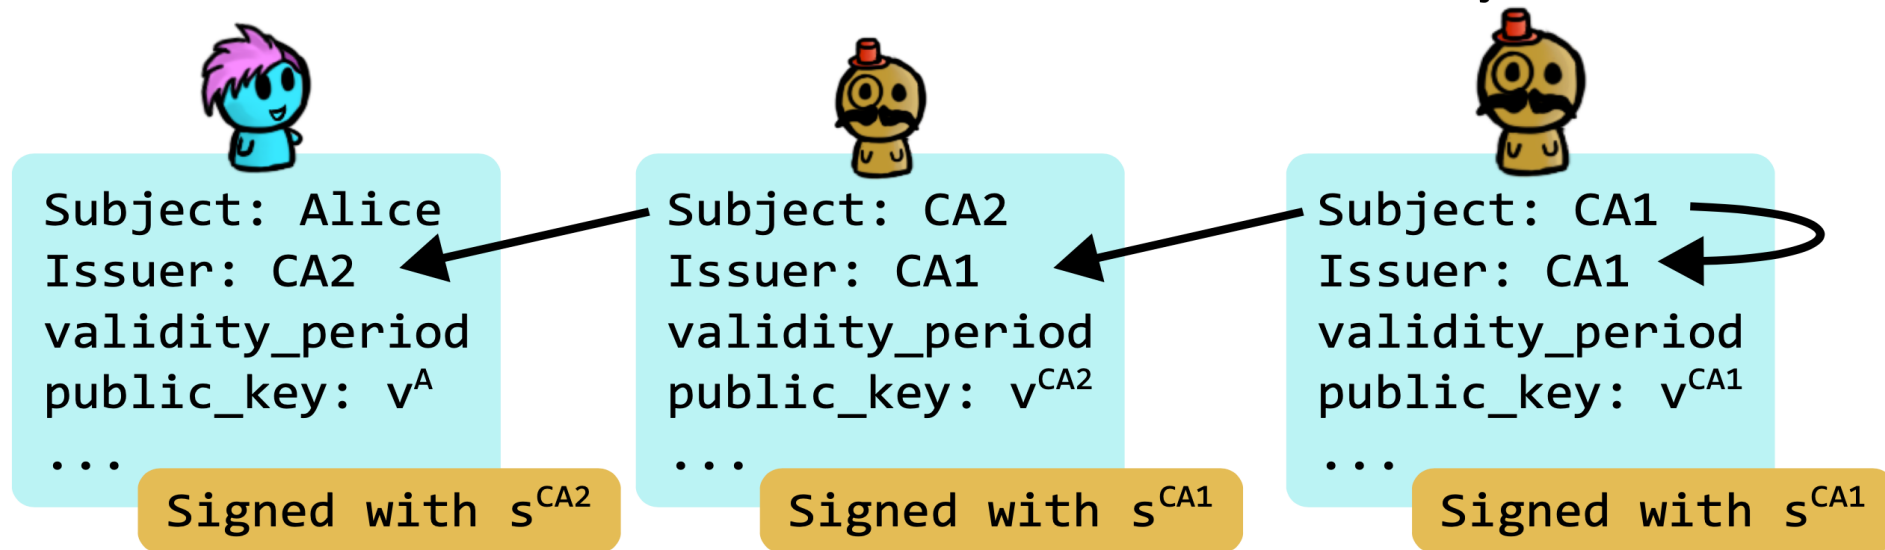 Subject: Alice
Issuer: CA2
validity_period
public_key: vᴬ
...
Signed with sᶜᴬ²
Subject: CA2
Issuer: CA1
validity_period
public_key: vᶜᴬ²
...
Signed with sᶜᴬ¹
Subject: CA1
Issuer: CA1
validity_period
public_key: vᶜᴬ¹
...
Signed with sᶜᴬ¹